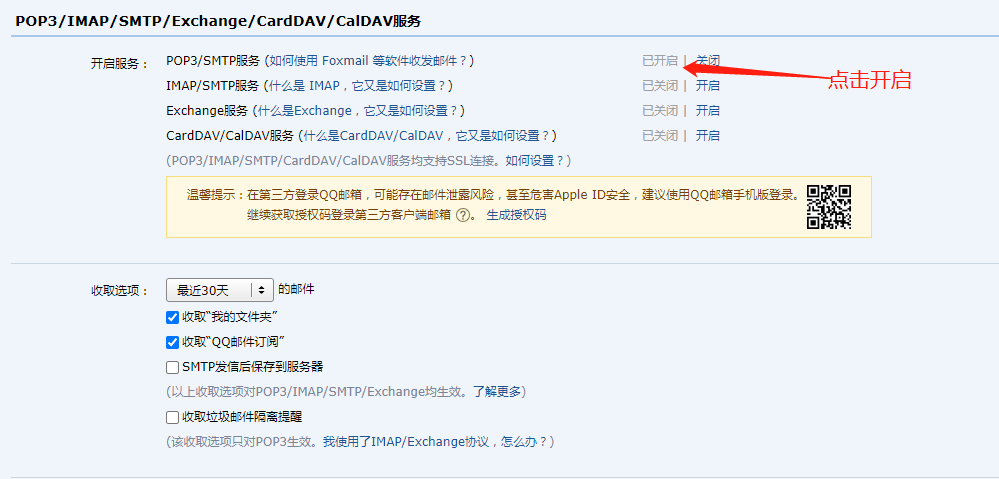 POP3/IMAP/SMTP/Exchange/CardDAV/CalDAV服务
开启服务： POP3/SMTP服务 (如何使用 Foxmail 等软件收发邮件？) 已开启 | 关闭
点击开启
IMAP/SMTP服务 (什么是 IMAP，它又是如何设置？) 已关闭 | 开启
Exchange服务 (什么是Exchange，它又是如何设置？) 已关闭 | 开启
CardDAV/CalDAV服务 (什么是CardDAV/CalDAV，它又是如何设置？) 已关闭 | 开启
(POP3/IMAP/SMTP/CardDAV/CalDAV服务均支持SSL连接。如何设置？)
温馨提示：在第三方登录QQ邮箱，可能存在邮件泄露风险，甚至危害Apple ID安全，建议使用QQ邮箱手机版登录。
继续获取授权码登录第三方客户端邮箱 ?。 生成授权码
收取选项： 最近30天 的邮件
收取“我的文件夹”
收取“QQ邮件订阅”
SMTP发信后保存到服务器
(以上收取选项对POP3/IMAP/SMTP/Exchange均生效。了解更多)
收取垃圾邮件隔离提醒
(该收取选项只对POP3生效。我使用了IMAP/Exchange协议，怎么办？)